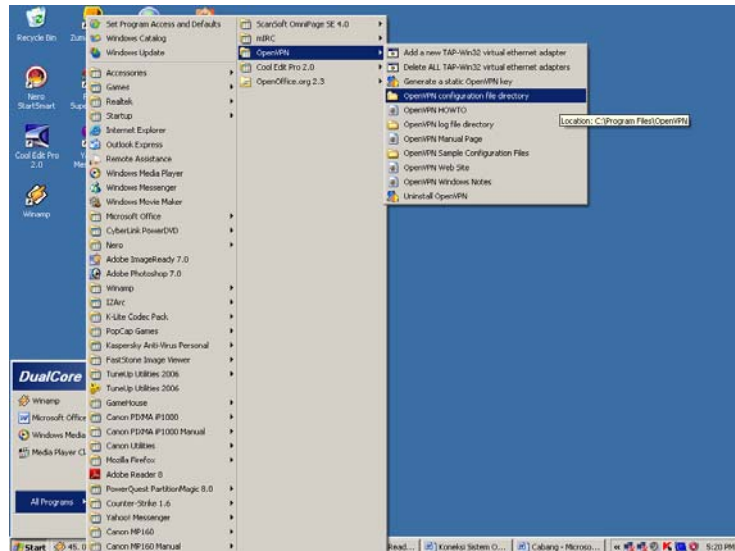 Recycle Bin
Nero
StartSmart
Cool Edit Pro
2.0
Winamp
DualCore
Winamp
Microsoft Office
Windows Media
Media Player Cl
All Programs
Set Program Access and Defaults
Windows Catalog
Windows Update
Accessories
Games
Realtek
Startup
Internet Explorer
Outlook Express
Remote Assistance
Windows Media Player
Windows Messenger
Windows Movie Maker
Microsoft Office
CyberLink PowerDVD
Nero
Adobe ImageReady 7.0
Adobe Photoshop 7.0
Winamp
IZArc
K-Lite Codec Pack
PopCap Games
Kaspersky Anti-Virus Personal
FastStone Image Viewer
TuneUp Utilities 2006
TuneUp Utilities 2006
GameHouse
Canon PIXMA iP1000
Canon PIXMA iP1000 Manual
Canon Utilities
Mozilla Firefox
Adobe Reader 8
PowerQuest PartitionMagic 8.0
Counter-Strike 1.6
Yahoo! Messenger
Canon MP160
Canon MP160 Manual
ScanSoft OmniPage SE 4.0
mIRC
OpenVPN
Cool Edit Pro 2.0
OpenOffice.org 2.3
Add a new TAP-Win32 virtual ethernet adapter
Delete ALL TAP-Win32 virtual ethernet adapters
Generate a static OpenVPN key
OpenVPN configuration file directory
OpenVPN HOWTO
OpenVPN log file directory
OpenVPN Manual Page
OpenVPN Sample Configuration Files
OpenVPN Web Site
OpenVPN Windows Notes
Uninstall OpenVPN
Location: C:\Program Files\OpenVPN
Start
Read...
Koneksi Sistem O...
Cabang - Microso...
5:20 PM